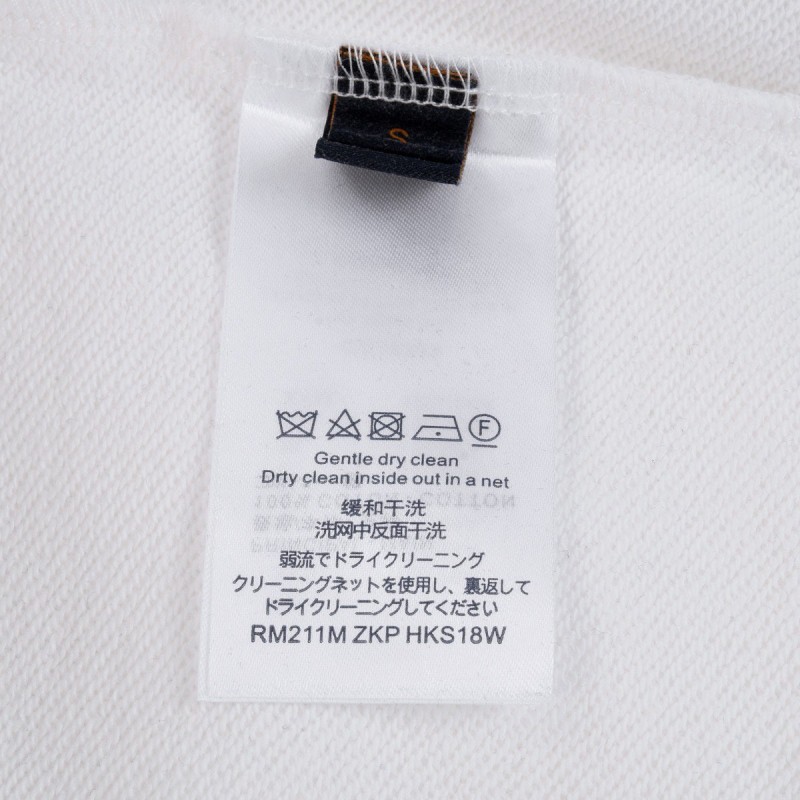 S
F
Gentle dry clean
Drty clean inside out in a net
100% COTTON / COTTON
缓和干洗
洗网中反面干洗
弱流でドライクリーニング
クリーニングネットを使用し、裏返して
ドライクリーニングしてください
RM211M ZKP HKS18W